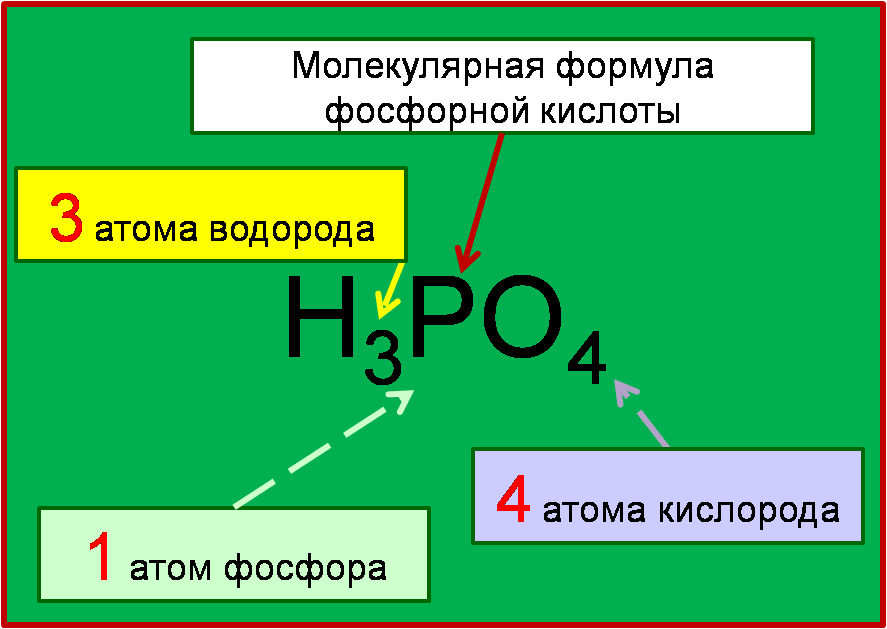 Молекулярная формула
фосфорной кислоты
3 атома водорода
H₃PO₄
1 атом фосфора
4 атома кислорода